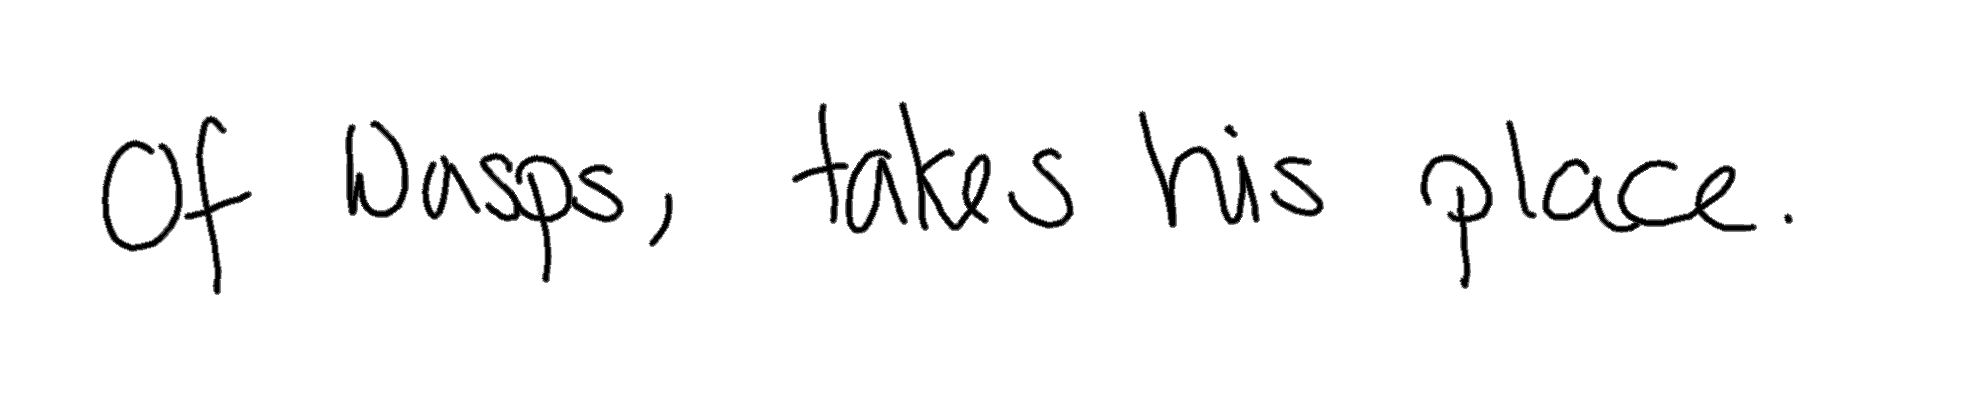 Of Wasps, takes his place.